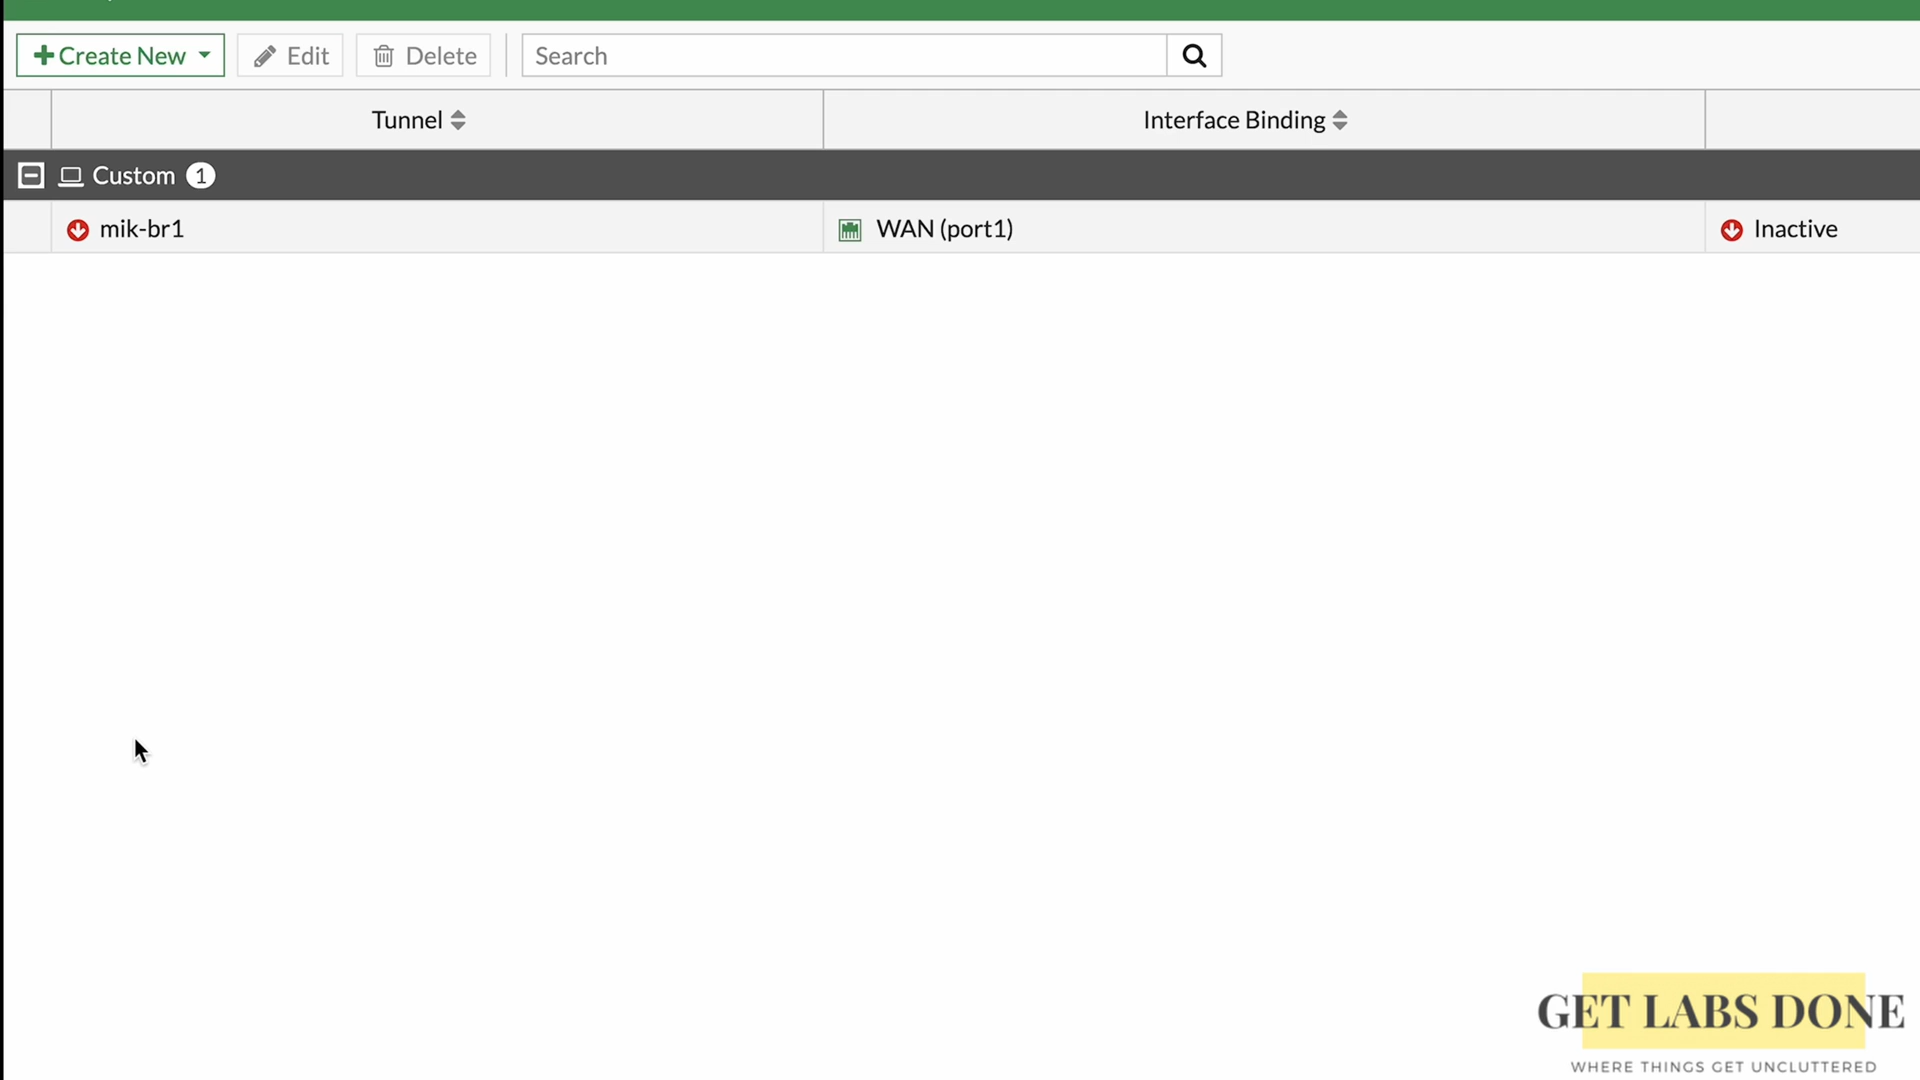 Create New Edit Delete Search
Tunnel Interface Binding
Custom 1
mik-br1 WAN (port1) Inactive
GET LABS DONE
WHERE THINGS GET UNCLUTTERED